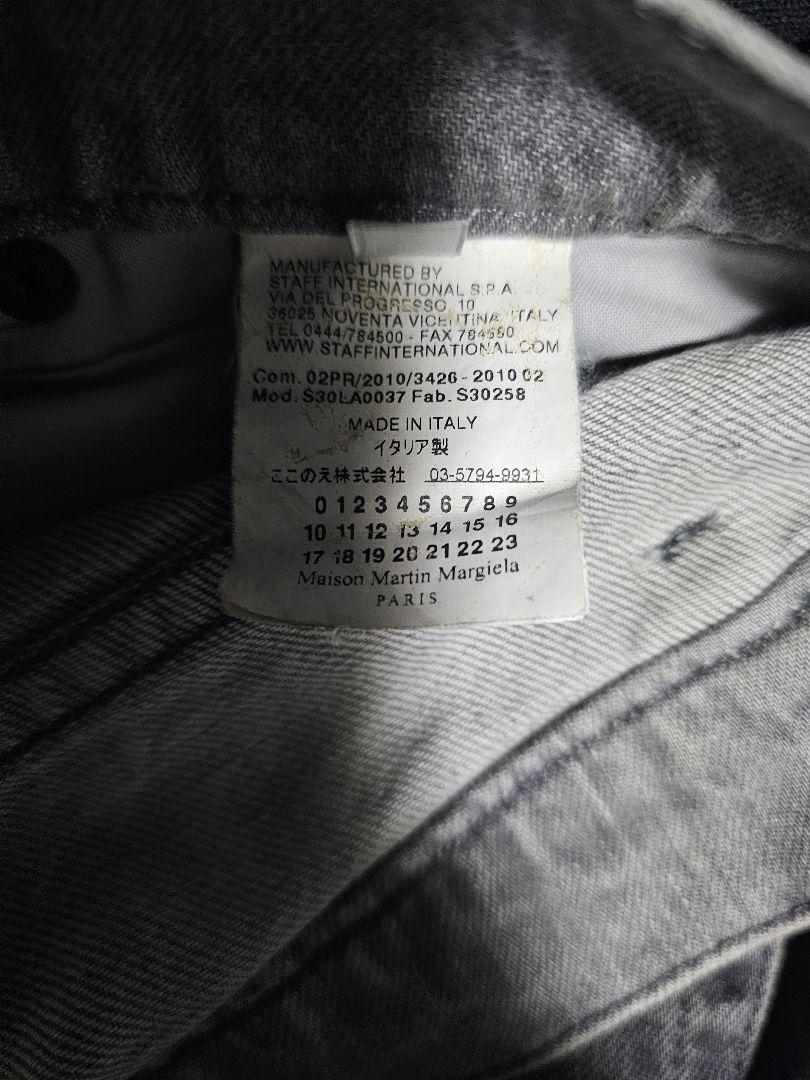 MANUFACTURED BY
STAFF INTERNATIONAL S.P.A.
VIA DEL PROGRESSO, 10
36025 NOVENTA VICENTINA ITALY
TEL 0444/784500 - FAX 784580
WWW.STAFFINTERNATIONAL.COM
Com. 02PR/2010/3426 - 2010 02
Mod. S30LA0037 Fab. S30258
MADE IN ITALY
イタリア製
ここのえ株式会社 03-5794-9931
0 1 2 3 4 5 6 7 8 9
10 11 12 13 14 15 16
17 18 19 20 21 22 23
Maison Martin Margiela
PARIS